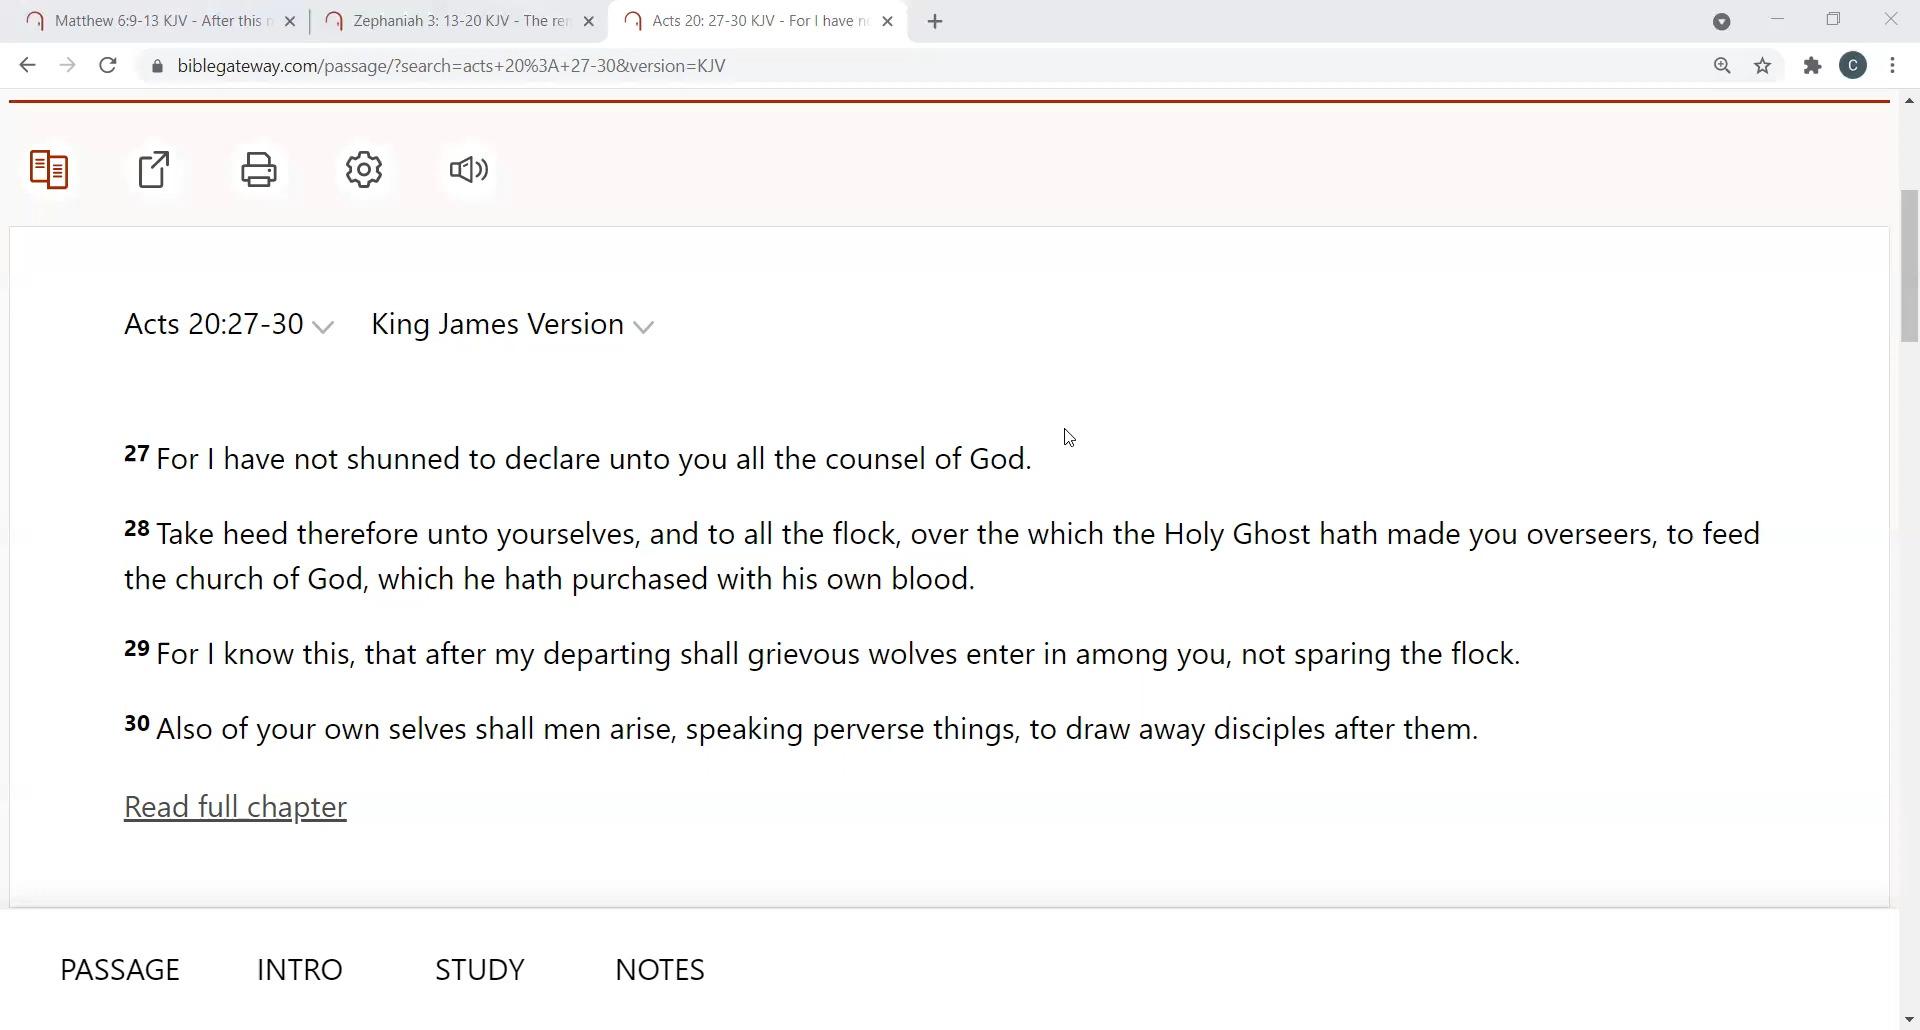 Matthew 6:9-13 KJV - After this
Zephaniah 3: 13-20 KJV - The
Acts 20: 27-30 KJV - For I have
biblegateway.com/passage/?search=acts+20%3A+27-30&version=KJV
C
Acts 20:27-30
King James Version
27 For I have not shunned to declare unto you all the counsel of God.
28 Take heed therefore unto yourselves, and to all the flock, over the which the Holy Ghost hath made you overseers, to feed
the church of God, which he hath purchased with his own blood.
29 For I know this, that after my departing shall grievous wolves enter in among you, not sparing the flock.
30 Also of your own selves shall men arise, speaking perverse things, to draw away disciples after them.
Read full chapter
PASSAGE INTRO STUDY NOTES